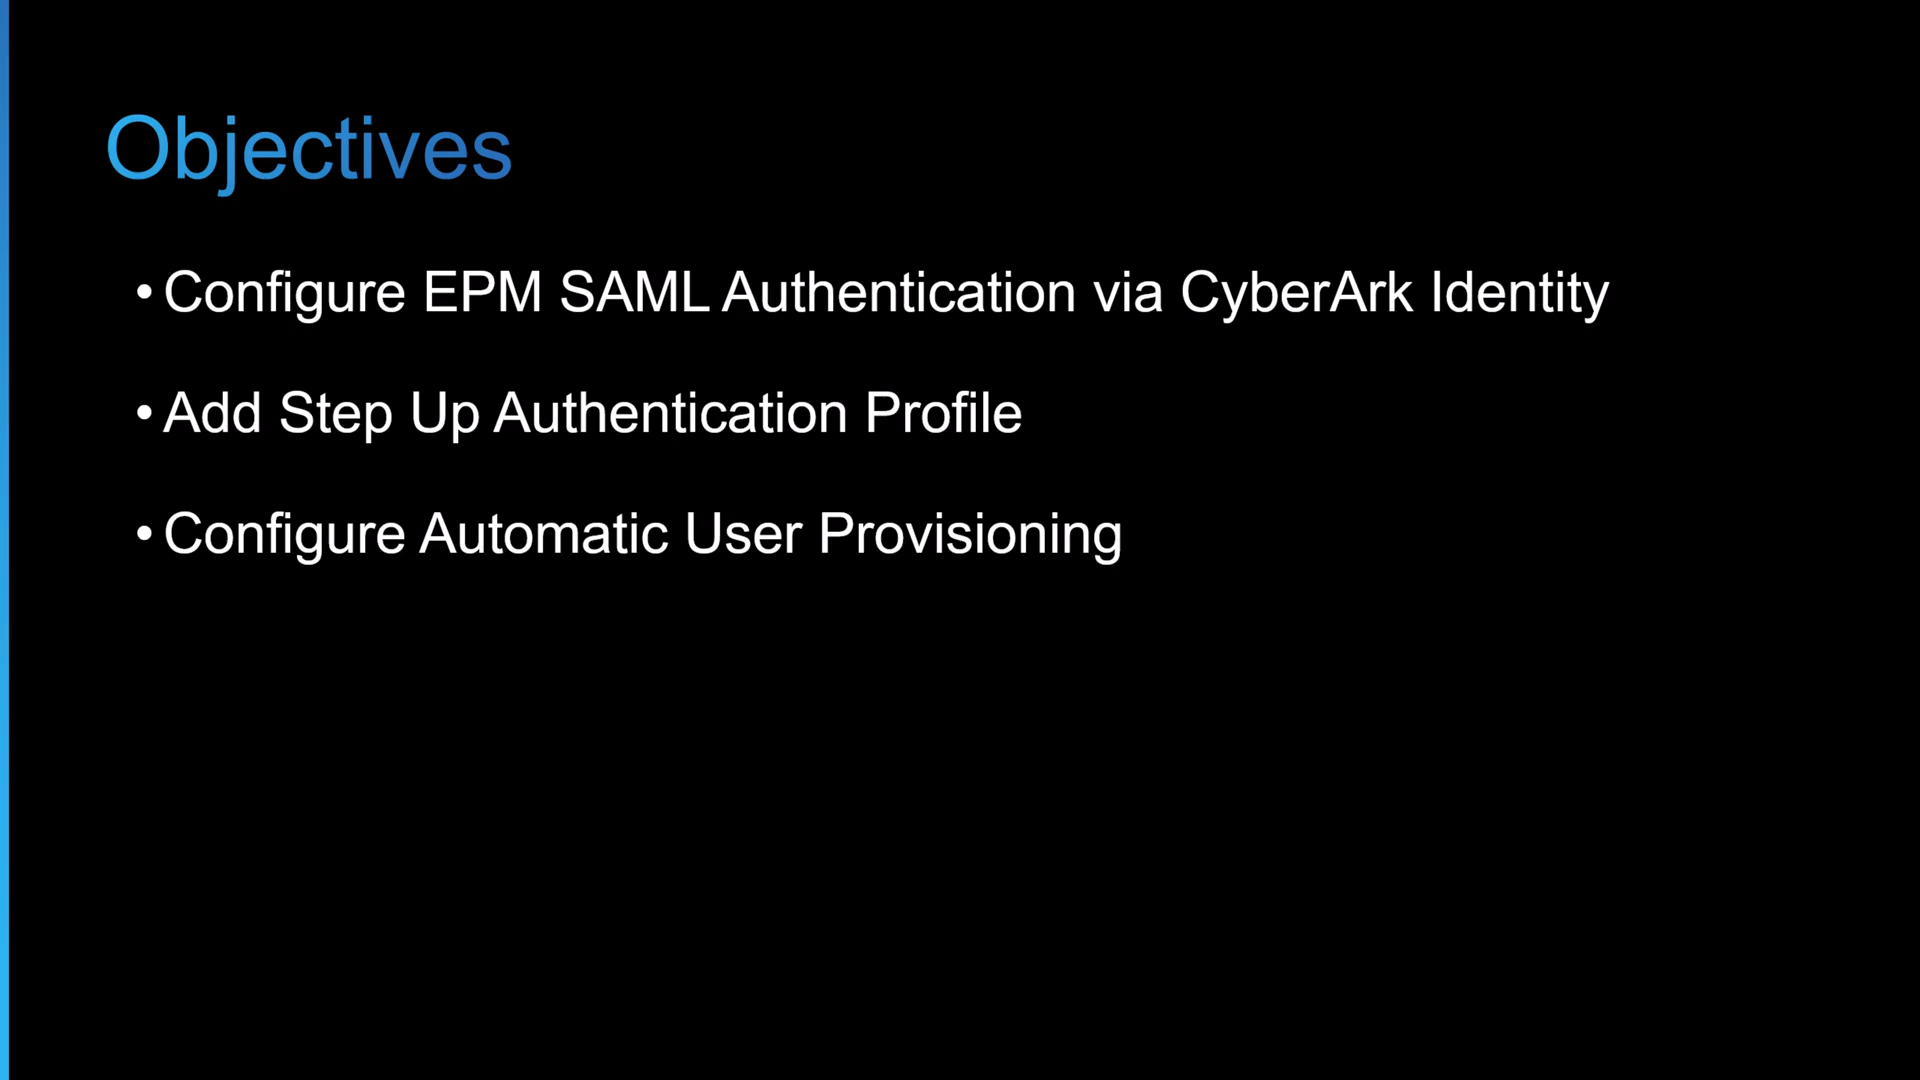 Objectives
• Configure EPM SAML Authentication via CyberArk Identity
• Add Step Up Authentication Profile
• Configure Automatic User Provisioning